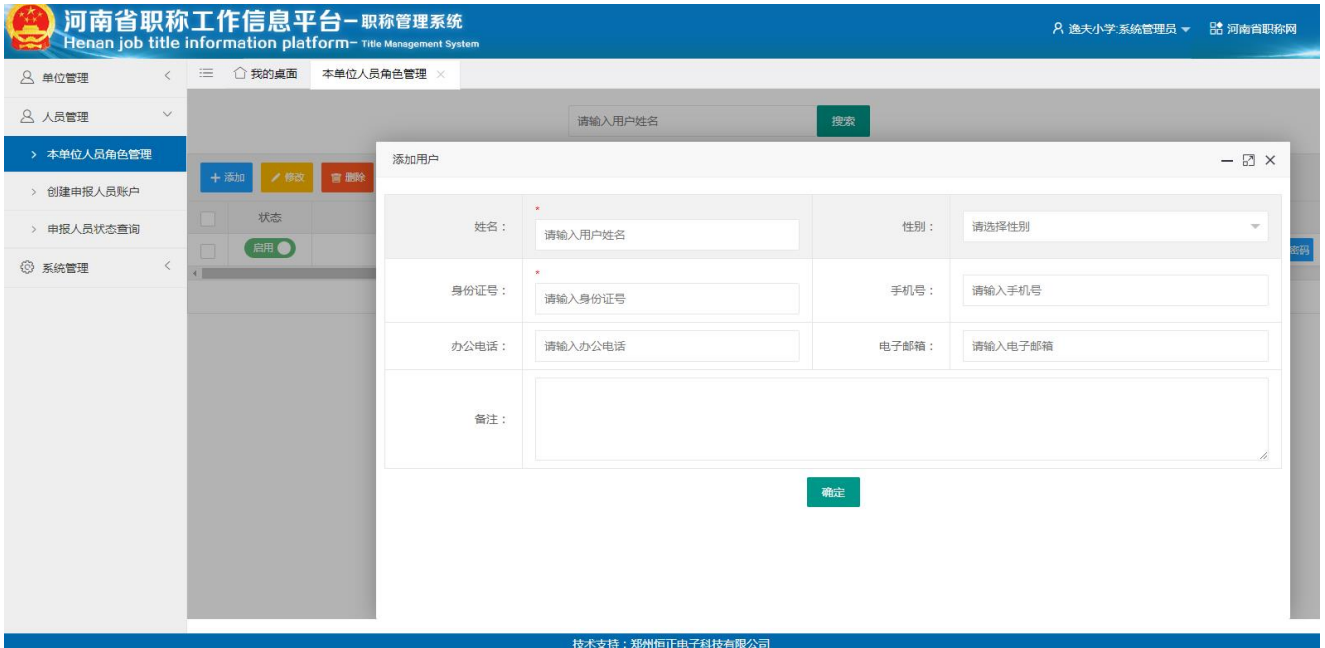 河南省职称工作信息平台-职称管理系统
Henan job title information platform- Title Management System
逸夫小学:系统管理员
河南省职称网
单位管理
我的桌面
本单位人员角色管理
人员管理
请输入用户姓名
搜索
本单位人员角色管理
添加用户
添加
修改
删除
创建申报人员账户
状态
姓名：
*
请输入用户姓名
性别：
请选择性别
申报人员状态查询
启用
密码
系统管理
身份证号：
*
请输入身份证号
手机号：
请输入手机号
办公电话：
请输入办公电话
电子邮箱：
请输入电子邮箱
备注：
确定
技术支持：郑州恒正电子科技有限公司